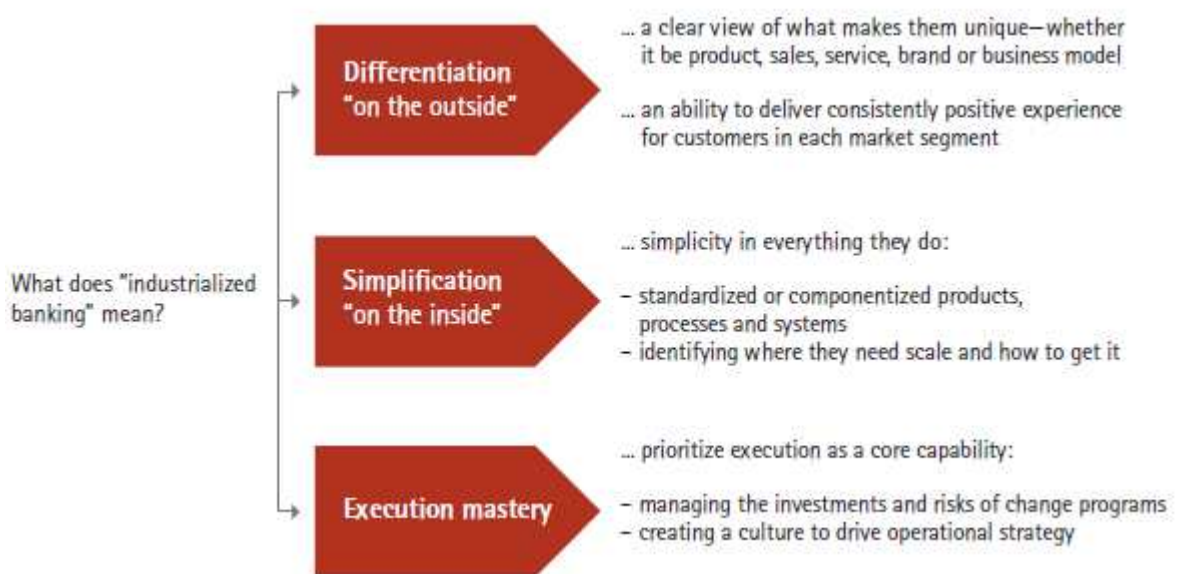 What does "industrialized
banking" mean?
Differentiation
"on the outside"
... a clear view of what makes them unique—whether
it be product, sales, service, brand or business model
... an ability to deliver consistently positive experience
for customers in each market segment
Simplification
"on the inside"
... simplicity in everything they do:
– standardized or componentized products,
processes and systems
– identifying where they need scale and how to get it
Execution mastery
... prioritize execution as a core capability:
– managing the investments and risks of change programs
– creating a culture to drive operational strategy